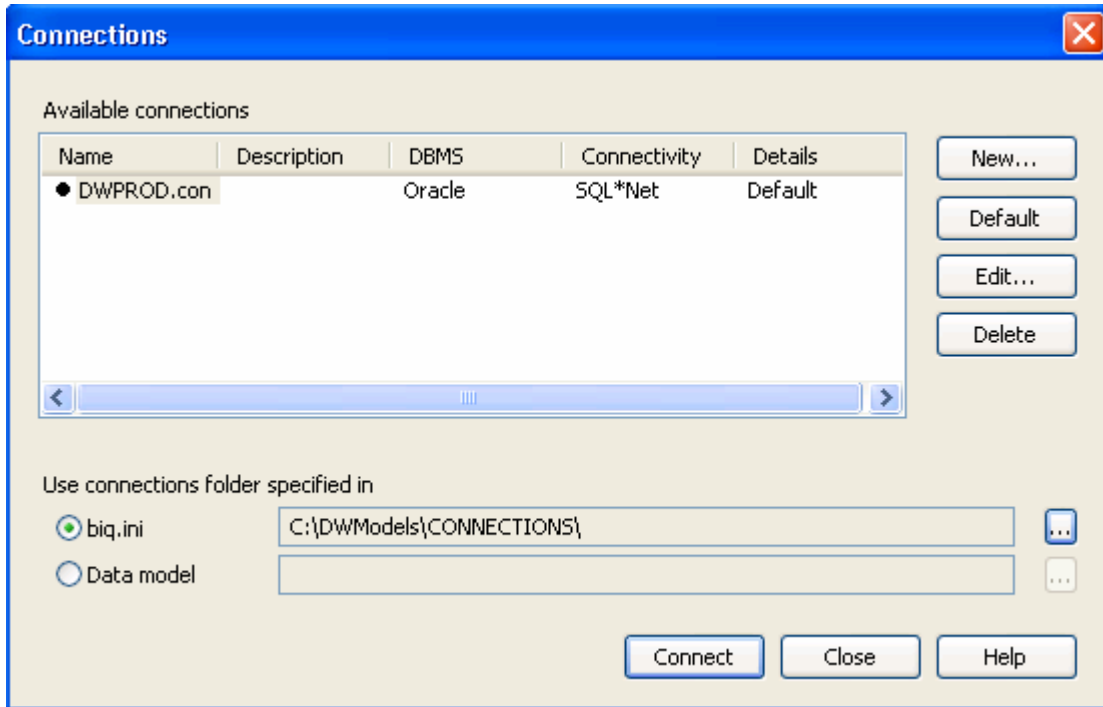 Connections
Available connections
Name Description DBMS Connectivity Details
DWPROD.con Oracle SQL*Net Default
New...
Default
Edit...
Delete
Use connections folder specified in
biq.ini C:\DWModels\CONNECTIONS\ ...
Data model ...
Connect Close Help